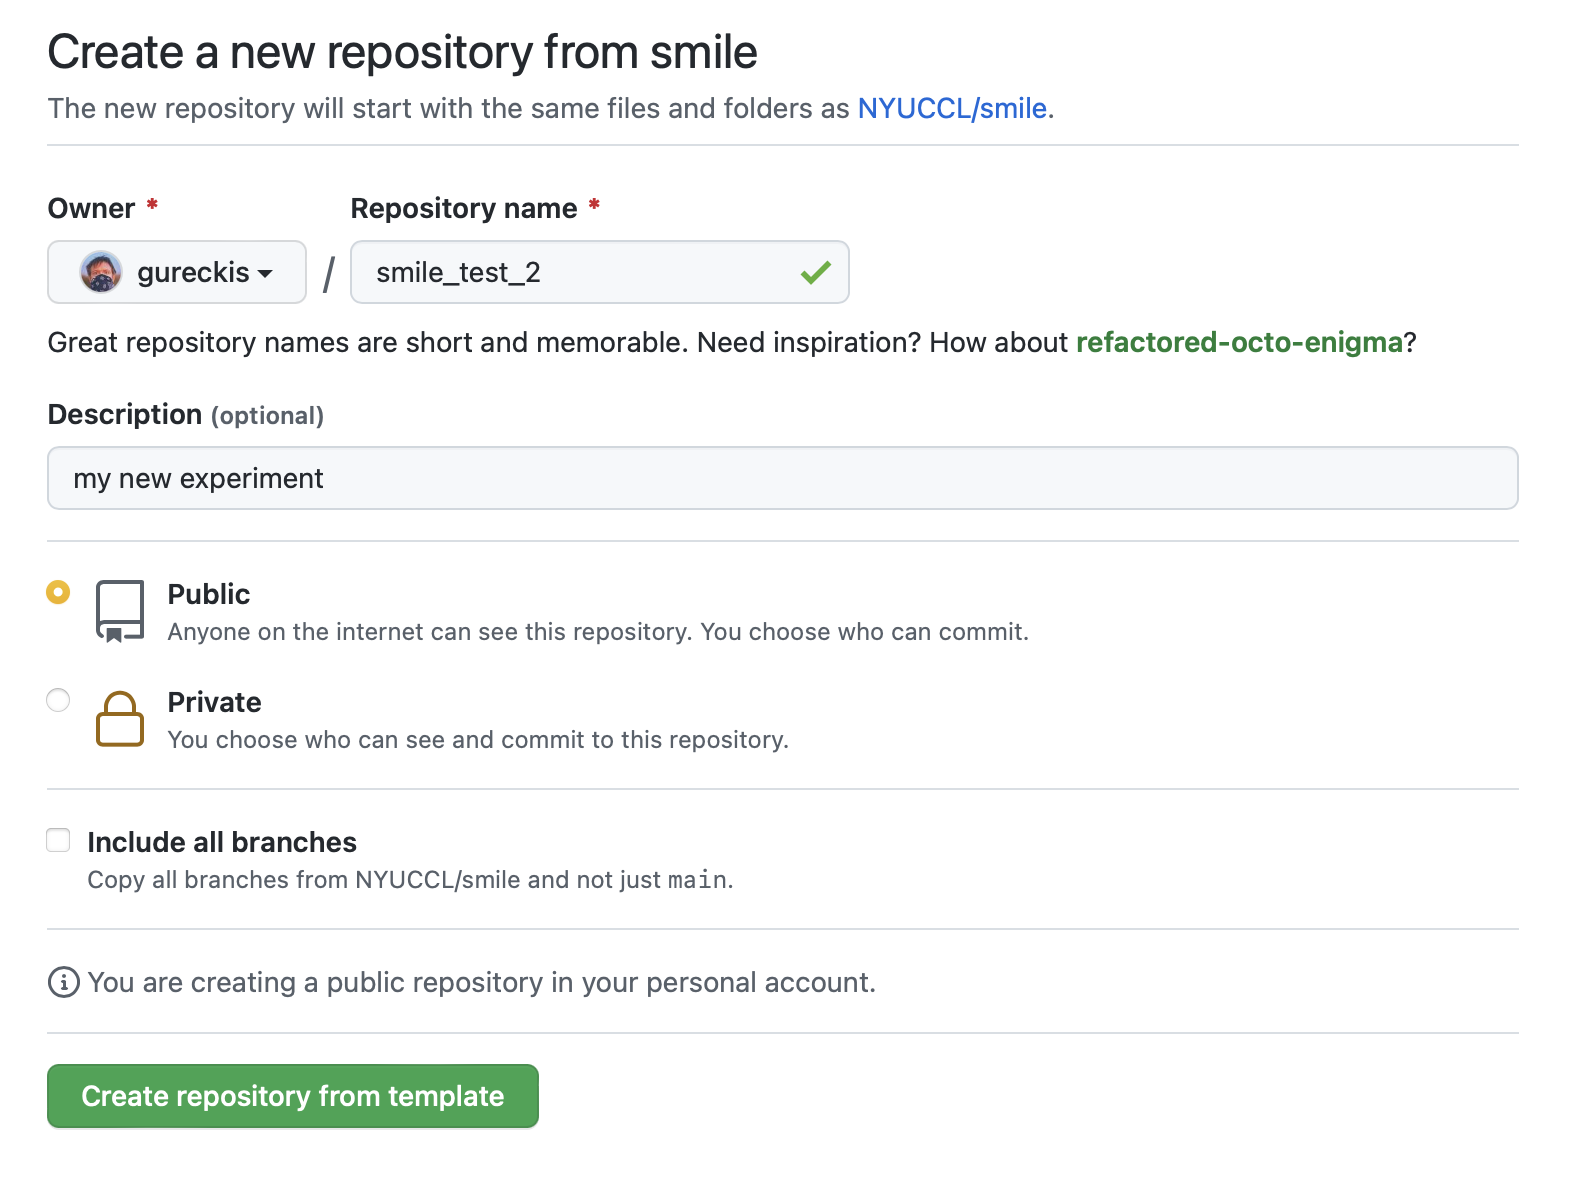 Create a new repository from smile
The new repository will start with the same files and folders as NYUCCL/smile.
Owner * Repository name *
gureckis / smile_test_2
Great repository names are short and memorable. Need inspiration? How about refactored-octo-enigma?
Description (optional)
my new experiment
Public
Anyone on the internet can see this repository. You choose who can commit.
Private
You choose who can see and commit to this repository.
Include all branches
Copy all branches from NYUCCL/smile and not just main.
You are creating a public repository in your personal account.
Create repository from template